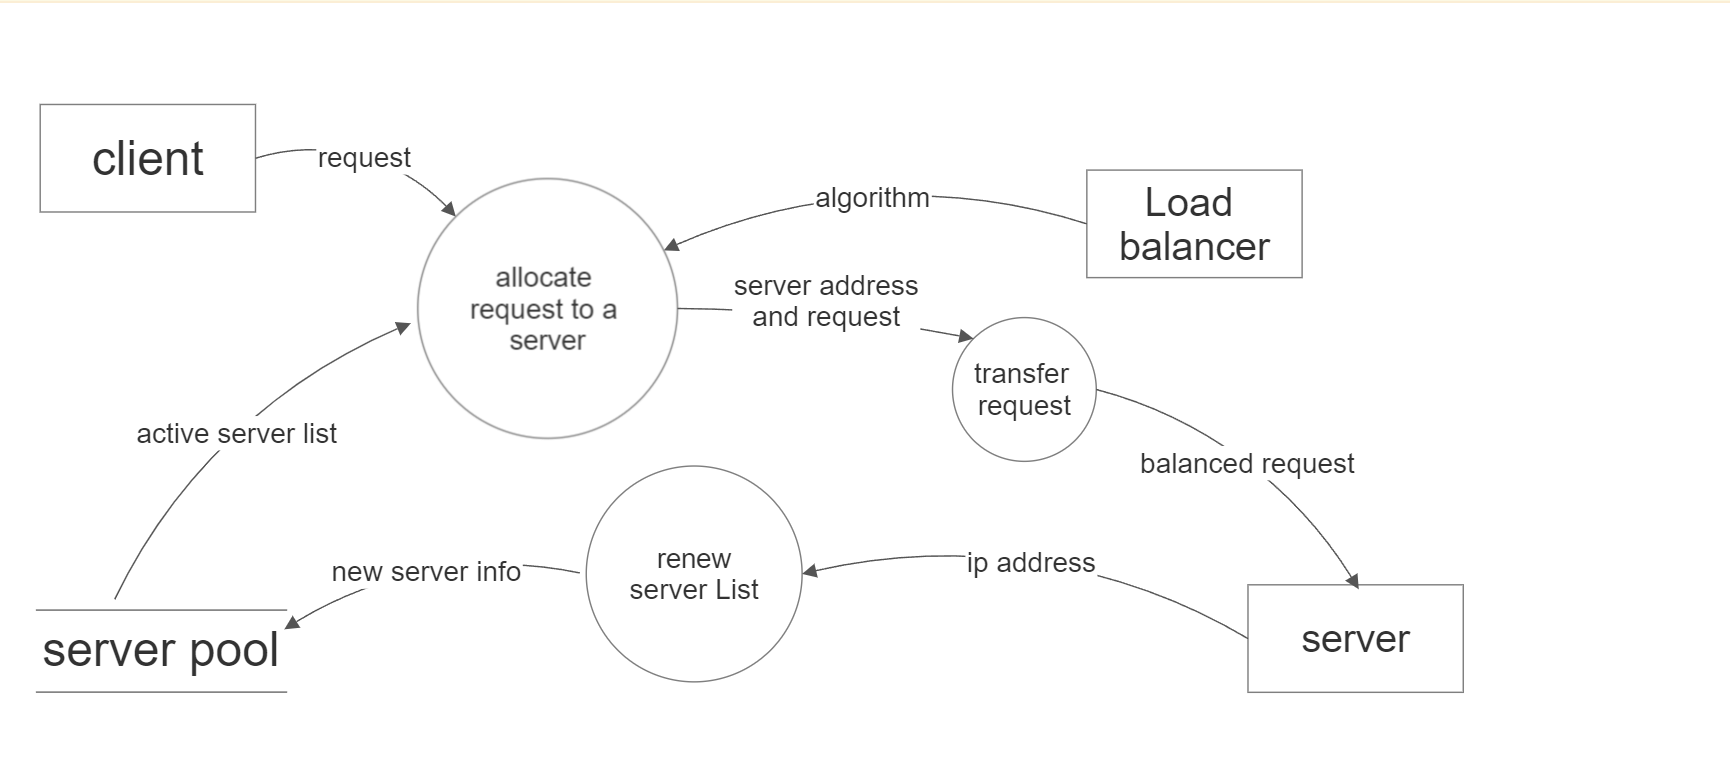 client
request
algorithm
Load
balancer
allocate
request to a
server
server address
and request
transfer
request
active server list
balanced request
new server info
renew
server List
ip address
server pool
server